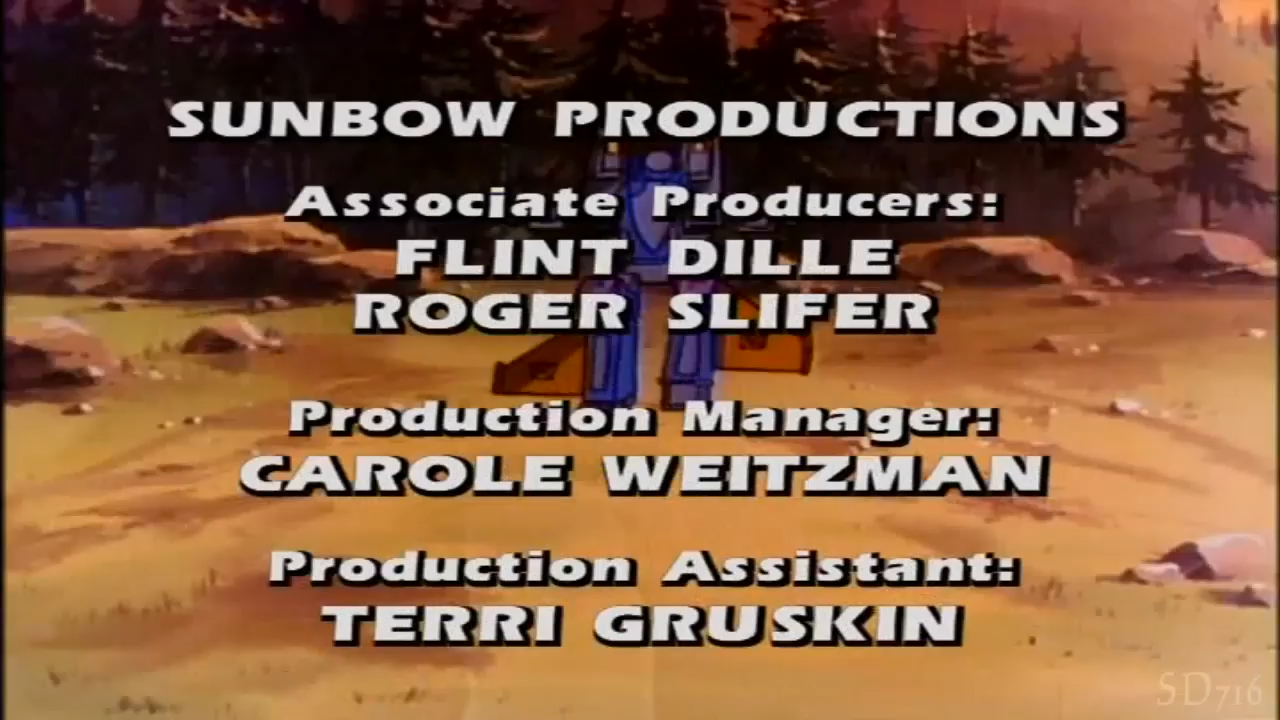 SUNBOW PRODUCTIONS
Associate Producers:
FLINT DILLE
ROGER SLIFER
Production Manager:
CAROLE WEITZMAN
Production Assistant:
TERRI GRUSKIN
SD716